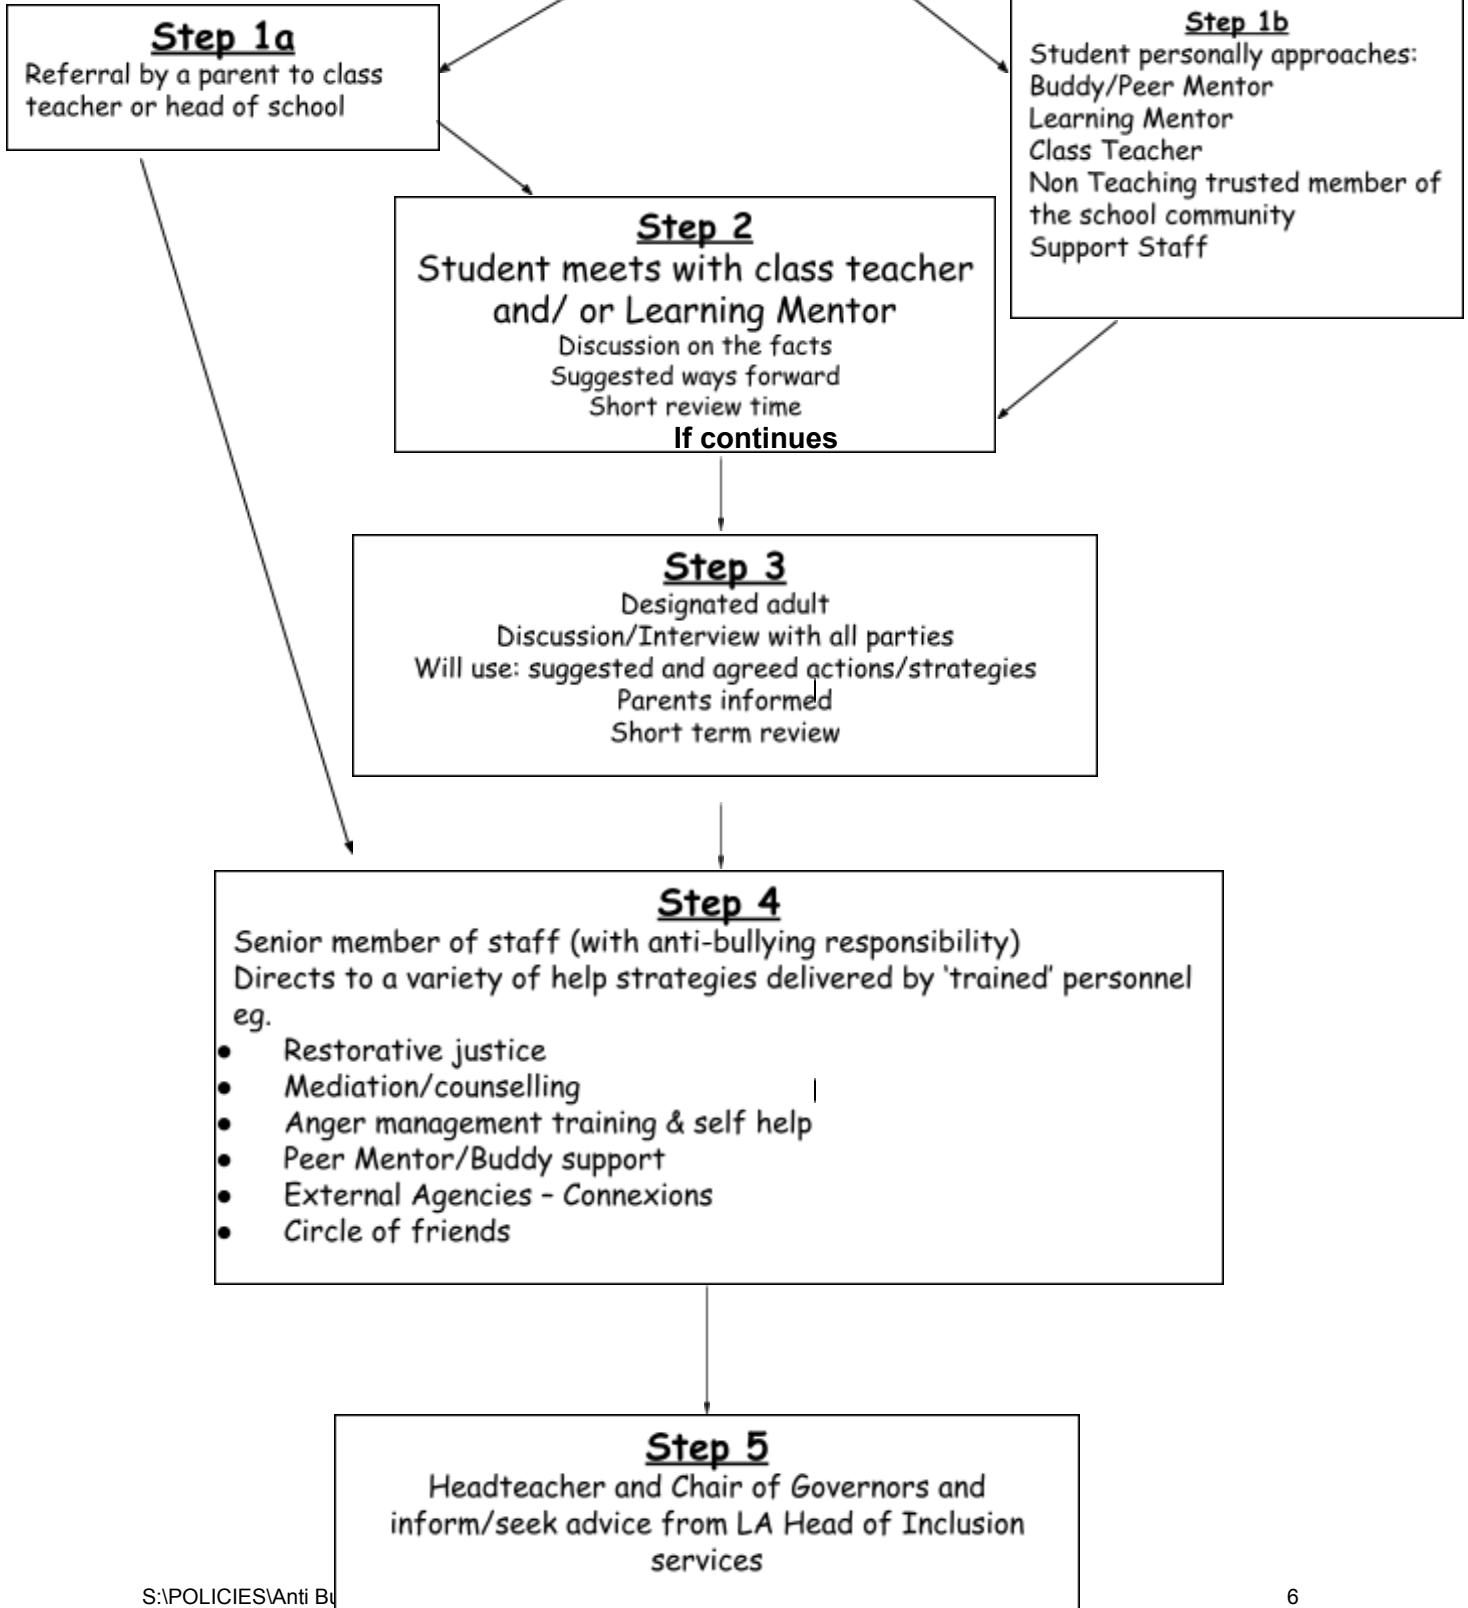 Step 1a
Referral by a parent to class
teacher or head of school
Step 1b
Student personally approaches:
Buddy/Peer Mentor
Learning Mentor
Class Teacher
Non Teaching trusted member of
the school community
Support Staff
Step 2
Student meets with class teacher
and/ or Learning Mentor
Discussion on the facts
Suggested ways forward
Short review time
If continues
Step 3
Designated adult
Discussion/Interview with all parties
Will use: suggested and agreed actions/strategies
Parents informed
Short term review
Step 4
Senior member of staff (with anti-bullying responsibility)
Directs to a variety of help strategies delivered by ‘trained’ personnel
eg.
● Restorative justice
● Mediation/counselling
● Anger management training & self help
● Peer Mentor/Buddy support
● External Agencies – Connexions
● Circle of friends
Step 5
Headteacher and Chair of Governors and
inform/seek advice from LA Head of Inclusion
services
S:\POLICIES\Anti
6